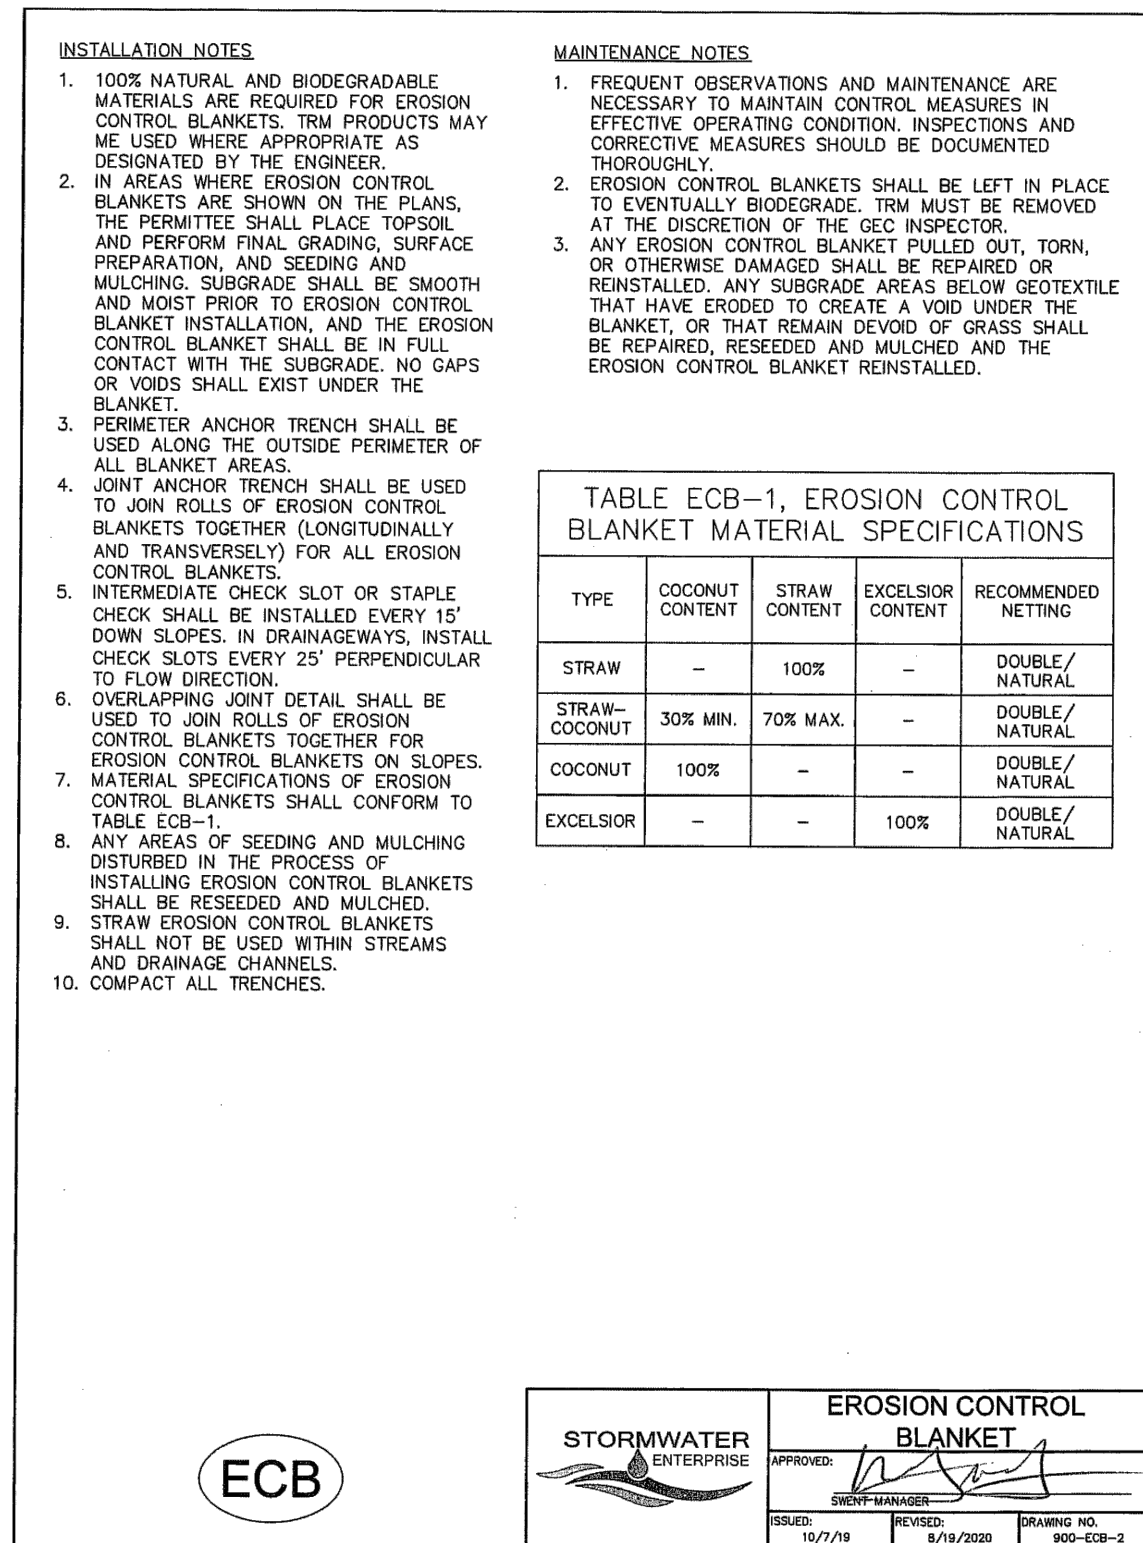 INSTALLATION NOTES
1. 100% NATURAL AND BIODEGRADABLE
MATERIALS ARE REQUIRED FOR EROSION
CONTROL BLANKETS. TRM PRODUCTS MAY
ME USED WHERE APPROPRIATE AS
DESIGNATED BY THE ENGINEER.
2. IN AREAS WHERE EROSION CONTROL
BLANKETS ARE SHOWN ON THE PLANS,
THE PERMITTEE SHALL PLACE TOPSOIL
AND PERFORM FINAL GRADING, SURFACE
PREPARATION, AND SEEDING AND
MULCHING. SUBGRADE SHALL BE SMOOTH
AND MOIST PRIOR TO EROSION CONTROL
BLANKET INSTALLATION, AND THE EROSION
CONTROL BLANKET SHALL BE IN FULL
CONTACT WITH THE SUBGRADE. NO GAPS
OR VOIDS SHALL EXIST UNDER THE
BLANKET.
3. PERIMETER ANCHOR TRENCH SHALL BE
USED ALONG THE OUTSIDE PERIMETER OF
ALL BLANKET AREAS.
4. JOINT ANCHOR TRENCH SHALL BE USED
TO JOIN ROLLS OF EROSION CONTROL
BLANKETS TOGETHER (LONGITUDINALLY
AND TRANSVERSELY) FOR ALL EROSION
CONTROL BLANKETS.
5. INTERMEDIATE CHECK SLOT OR STAPLE
CHECK SHALL BE INSTALLED EVERY 15'
DOWN SLOPES. IN DRAINAGEWAYS, INSTALL
CHECK SLOTS EVERY 25' PERPENDICULAR
TO FLOW DIRECTION.
6. OVERLAPPING JOINT DETAIL SHALL BE
USED TO JOIN ROLLS OF EROSION
CONTROL BLANKETS TOGETHER FOR
EROSION CONTROL BLANKETS ON SLOPES.
7. MATERIAL SPECIFICATIONS OF EROSION
CONTROL BLANKETS SHALL CONFORM TO
TABLE ECB-1.
8. ANY AREAS OF SEEDING AND MULCHING
DISTURBED IN THE PROCESS OF
INSTALLING EROSION CONTROL BLANKETS
SHALL BE RESEEDED AND MULCHED.
9. STRAW EROSION CONTROL BLANKETS
SHALL NOT BE USED WITHIN STREAMS
AND DRAINAGE CHANNELS.
10. COMPACT ALL TRENCHES.
MAINTENANCE NOTES
1. FREQUENT OBSERVATIONS AND MAINTENANCE ARE
NECESSARY TO MAINTAIN CONTROL MEASURES IN
EFFECTIVE OPERATING CONDITION. INSPECTIONS AND
CORRECTIVE MEASURES SHOULD BE DOCUMENTED
THOROUGHLY.
2. EROSION CONTROL BLANKETS SHALL BE LEFT IN PLACE
TO EVENTUALLY BIODEGRADE. TRM MUST BE REMOVED
AT THE DISCRETION OF THE GEC INSPECTOR.
3. ANY EROSION CONTROL BLANKET PULLED OUT, TORN,
OR OTHERWISE DAMAGED SHALL BE REPAIRED OR
REINSTALLED. ANY SUBGRADE AREAS BELOW GEOTEXTILE
THAT HAVE ERODED TO CREATE A VOID UNDER THE
BLANKET, OR THAT REMAIN DEVOID OF GRASS SHALL
BE REPAIRED, RESEEDED AND MULCHED AND THE
EROSION CONTROL BLANKET REINSTALLED.
TABLE ECB-1, EROSION CONTROL
BLANKET MATERIAL SPECIFICATIONS
TYPE COCONUT CONTENT STRAW CONTENT EXCELSIOR CONTENT RECOMMENDED NETTING
STRAW - 100% - DOUBLE/ NATURAL
STRAW-COCONUT 30% MIN. 70% MAX. - DOUBLE/ NATURAL
COCONUT 100% - - DOUBLE/ NATURAL
EXCELSIOR - - 100% DOUBLE/ NATURAL
ECB
STORMWATER
ENTERPRISE
EROSION CONTROL
BLANKET
APPROVED:
SWENT MANAGER
ISSUED: REVISED: DRAWING NO.
10/7/19 8/19/2020 900-ECB-2